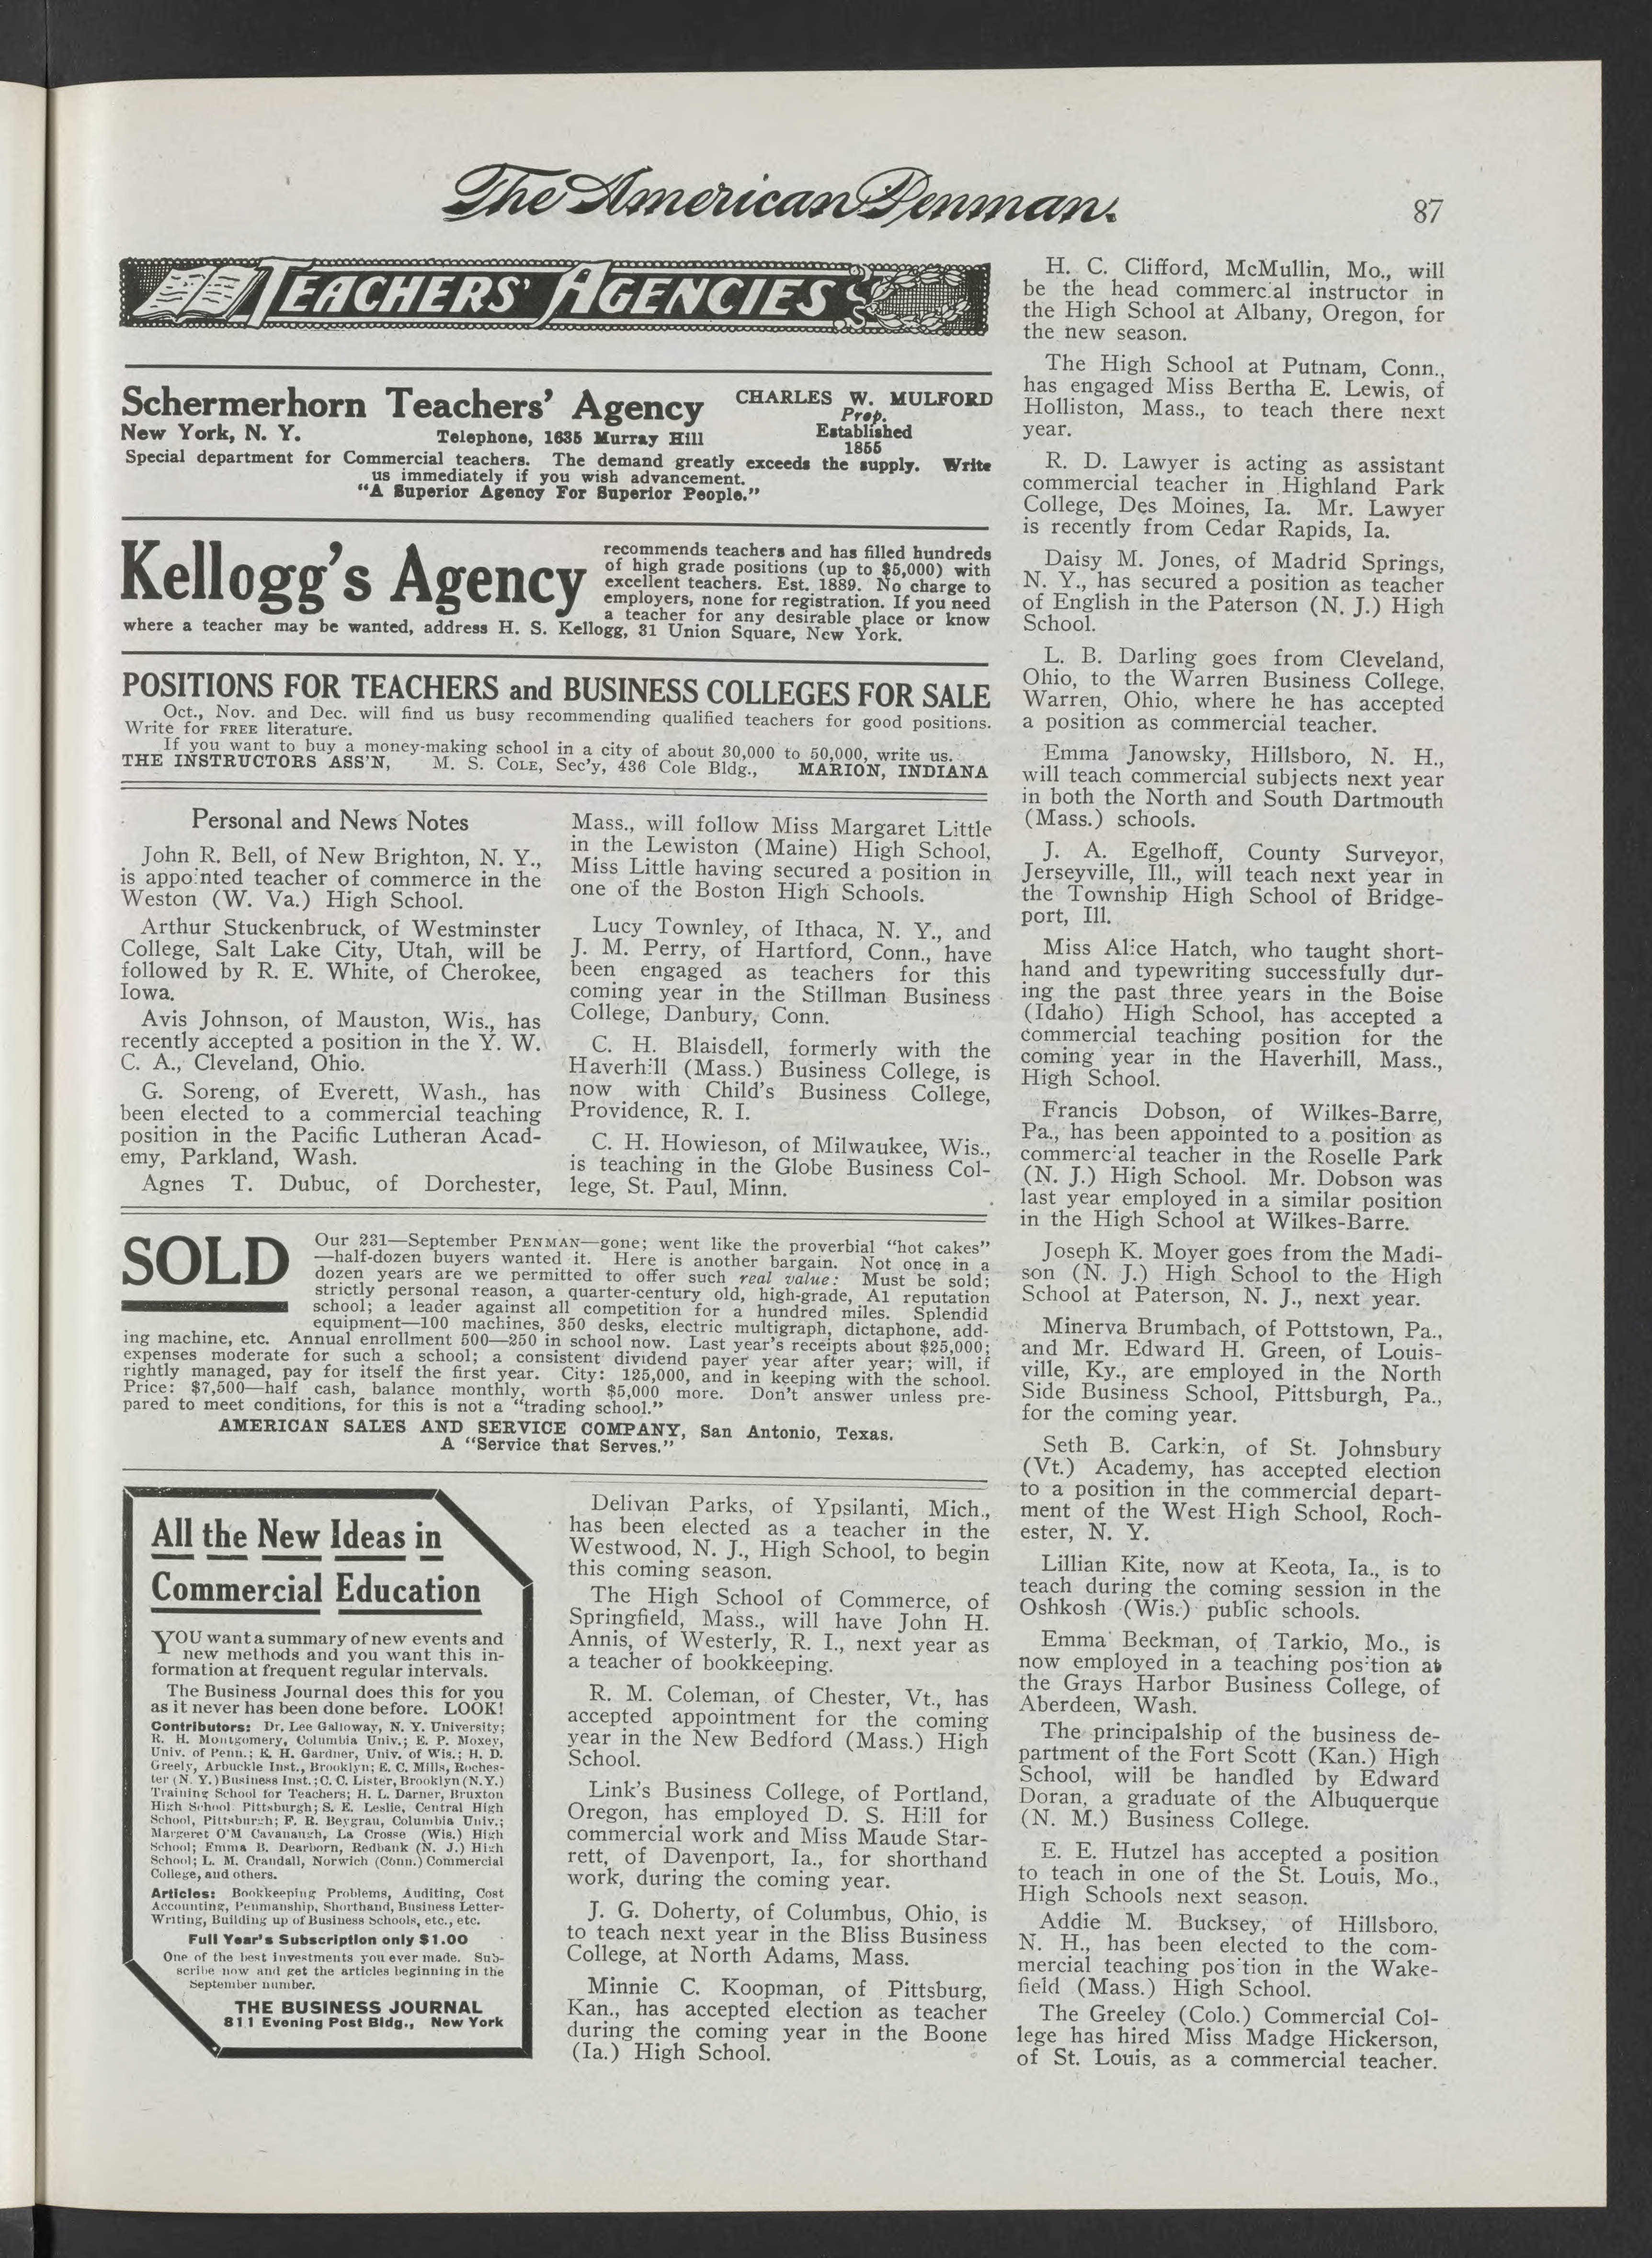 The American Penman.
87
TEACHERS' AGENCIES
Schermerhorn Teachers' Agency
CHARLES W. MULFORD
Prop.
New York, N. Y. Telephone, 1635 Murray Hill
Established
1855
Special department for Commercial teachers. The demand greatly exceeds the supply. Write
us immediately if you wish advancement.
"A Superior Agency For Superior People."
Kellogg's Agency
recommends teachers and has filled hundreds
of high grade positions (up to $5,000) with
excellent teachers. Est. 1889. No charge to
employers, none for registration. If you need
a teacher for any desirable place or know
where a teacher may be wanted, address H. S. Kellogg, 31 Union Square, New York.
POSITIONS FOR TEACHERS and BUSINESS COLLEGES FOR SALE
Oct., Nov. and Dec. will find us busy recommending qualified teachers for good positions.
Write for FREE literature.
If you want to buy a money-making school in a city of about 30,000 to 50,000, write us.
THE INSTRUCTORS ASS'N, M. S. COLE, Sec'y, 436 Cole Bldg., MARION, INDIANA
Personal and News Notes
John R. Bell, of New Brighton, N. Y.,
is appointed teacher of commerce in the
Weston (W. Va.) High School.
Arthur Stuckenbruck, of Westminster
College, Salt Lake City, Utah, will be
followed by R. E. White, of Cherokee,
Iowa.
Avis Johnson, of Mauston, Wis., has
recently accepted a position in the Y. W.
C. A., Cleveland, Ohio.
G. Soreng, of Everett, Wash., has
been elected to a commercial teaching
position in the Pacific Lutheran Acad-
emy, Parkland, Wash.
Agnes T. Dubuc, of Dorchester,
Mass., will follow Miss Margaret Little
in the Lewiston (Maine) High School,
Miss Little having secured a position in
one of the Boston High Schools.
Lucy Townley, of Ithaca, N. Y., and
J. M. Perry, of Hartford, Conn., have
been engaged as teachers for this
coming year in the Stillman Business
College, Danbury, Conn.
C. H. Blaisdell, formerly with the
Haverhill (Mass.) Business College, is
now with Child's Business College,
Providence, R. I.
C. H. Howieson, of Milwaukee, Wis.,
is teaching in the Globe Business Col-
lege, St. Paul, Minn.
SOLD
Our 231—September PENMAN—gone; went like the proverbial "hot cakes"
—half-dozen buyers wanted it. Here is another bargain. Not once in a
dozen years are we permitted to offer such real value: Must be sold;
strictly personal reason, a quarter-century old, high-grade, A1 reputation
school; a leader against all competition for a hundred miles. Splendid
equipment—100 machines, 350 desks, electric multigraph, dictaphone, add-
ing machine, etc. Annual enrollment 500—250 in school now. Last year's receipts about $25,000;
expenses moderate for such a school; a consistent dividend payer year after year; will, if
rightly managed, pay for itself the first year. City: 125,000, and in keeping with the school.
Price: $7,500—half cash, balance monthly, worth $5,000 more. Don't answer unless pre-
pared to meet conditions, for this is not a "trading school."
AMERICAN SALES AND SERVICE COMPANY, San Antonio, Texas.
A "Service that Serves."
All the New Ideas in
Commercial Education
YOU want a summary of new events and
new methods and you want this in-
formation at frequent regular intervals.
The Business Journal does this for you
as it never has been done before. LOOK!
Contributors: Dr. Lee Galloway, N. Y. University;
R. H. Montgomery, Columbia Univ.; E. P. Moxey,
Univ. of Penn.; K. H. Gardner, Univ. of Wis.; H. D.
Greely, Arbuckle Inst., Brooklyn; E. C. Mills, Roches-
ter (N. Y.) Business Inst.; C. C. Lister, Brooklyn (N.Y.)
Training School for Teachers; H. L. Darner, Bruxton
High School Pittsburgh; S. E. Leslie, Central High
School, Pittsburgh; F. R. Beygrau, Columbia Univ.;
Margeret O'M Cavanaugh, La Crosse (Wis.) High
School; Emma B. Dearborn, Redbank (N. J.) High
School; L. M. Crandall, Norwich (Conn.) Commercial
College, and others.
Articles: Bookkeeping Problems, Auditing, Cost
Accounting, Penmanship, Shorthand, Business Letter-
Writing, Building up of Business Schools, etc., etc.
Full Year's Subscription only $1.00
One of the best investments you ever made. Sub-
scribe now and get the articles beginning in the
September number.
THE BUSINESS JOURNAL
811 Evening Post Bldg., New York
Delivan Parks, of Ypsilanti, Mich.,
has been elected as a teacher in the
Westwood, N. J., High School, to begin
this coming season.
The High School of Commerce, of
Springfield, Mass., will have John H.
Annis, of Westerly, R. I., next year as
a teacher of bookkeeping.
R. M. Coleman, of Chester, Vt., has
accepted appointment for the coming
year in the New Bedford (Mass.) High
School.
Link's Business College, of Portland,
Oregon, has employed D. S. Hill for
commercial work and Miss Maude Star-
rett, of Davenport, Ia., for shorthand
work, during the coming year.
J. G. Doherty, of Columbus, Ohio, is
to teach next year in the Bliss Business
College, at North Adams, Mass.
Minnie C. Koopman, of Pittsburg,
Kan., has accepted election as teacher
during the coming year in the Boone
(Ia.) High School.
H. C. Clifford, McMullin, Mo., will
be the head commercial instructor in
the High School at Albany, Oregon, for
the new season.
The High School at Putnam, Conn.,
has engaged Miss Bertha E. Lewis, of
Holliston, Mass., to teach there next
year.
R. D. Lawyer is acting as assistant
commercial teacher in Highland Park
College, Des Moines, Ia. Mr. Lawyer
is recently from Cedar Rapids, Ia.
Daisy M. Jones, of Madrid Springs,
N. Y., has secured a position as teacher
of English in the Paterson (N. J.) High
School.
L. B. Darling goes from Cleveland,
Ohio, to the Warren Business College,
Warren, Ohio, where he has accepted
a position as commercial teacher.
Emma Janowsky, Hillsboro, N. H.,
will teach commercial subjects next year
in both the North and South Dartmouth
(Mass.) schools.
J. A. Egelhoff, County Surveyor,
Jerseyville, Ill., will teach next year in
the Township High School of Bridge-
port, Ill.
Miss Alice Hatch, who taught short-
hand and typewriting successfully dur-
ing the past three years in the Boise
(Idaho) High School, has accepted a
commercial teaching position for the
coming year in the Haverhill, Mass.,
High School.
Francis Dobson, of Wilkes-Barre,
Pa., has been appointed to a position as
commercial teacher in the Roselle Park
(N. J.) High School. Mr. Dobson was
last year employed in a similar position
in the High School at Wilkes-Barre.
Joseph K. Moyer goes from the Madi-
son (N. J.) High School to the High
School at Paterson, N. J., next year.
Minerva Brumbach, of Pottstown, Pa.,
and Mr. Edward H. Green, of Louis-
ville, Ky., are employed in the North
Side Business School, Pittsburgh, Pa.,
for the coming year.
Seth B. Carkin, of St. Johnsbury
(Vt.) Academy, has accepted election
to a position in the commercial depart-
ment of the West High School, Roch-
ester, N. Y.
Lillian Kite, now at Keota, Ia., is to
teach during the coming session in the
Oshkosh (Wis.) public schools.
Emma Beckman, of Tarkio, Mo., is
now employed in a teaching position at
the Grays Harbor Business College, of
Aberdeen, Wash.
The principalship of the business de-
partment of the Fort Scott (Kan.) High
School, will be handled by Edward
Doran, a graduate of the Albuquerque
(N. M.) Business College.
E. E. Hutzel has accepted a position
to teach in one of the St. Louis, Mo.,
High Schools next season.
Addie M. Bucksey, of Hillsboro,
N. H., has been elected to the com-
mercial teaching position in the Wake-
field (Mass.) High School.
The Greeley (Colo.) Commercial Col-
lege has hired Miss Madge Hickerson,
of St. Louis, as a commercial teacher.